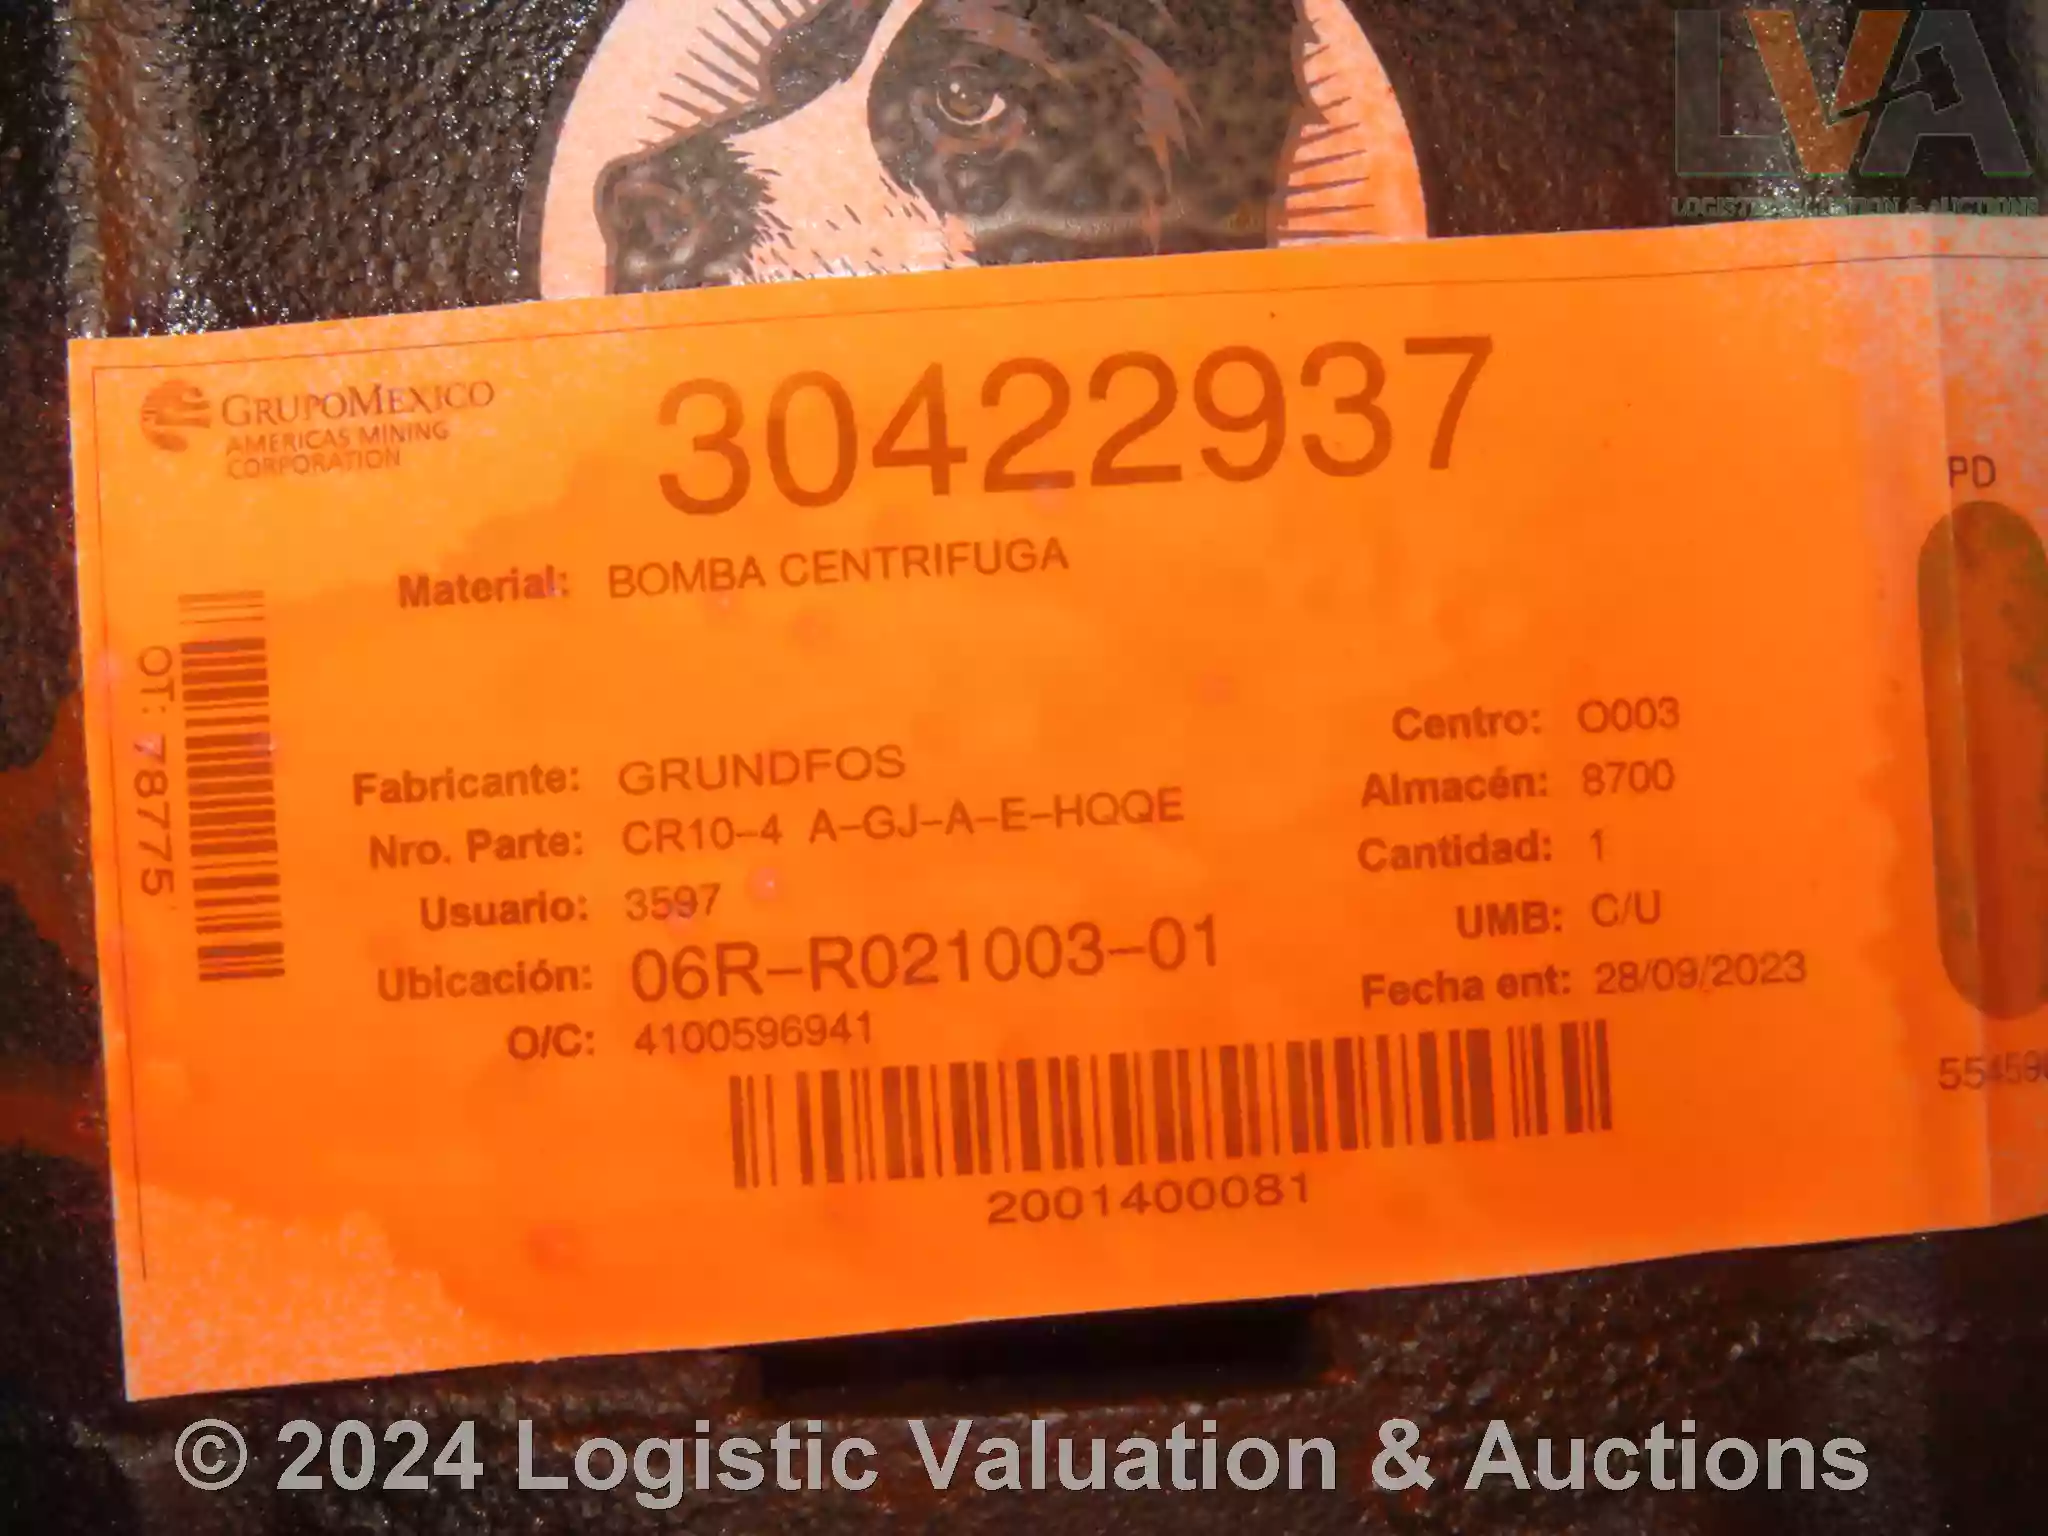 LVA
LOGISTIC VALUATION & AUCTIONS
GRUPOMEXICO
AMERICAS MINING
CORPORATION
30422937
PD
Material: BOMBA CENTRIFUGA
OT: 78775
Fabricante: GRUNDFOS
Nro. Parte: CR10-4 A-GJ-A-E-HQQE
Usuario: 3597
Ubicación: 06R-R021003-01
O/C: 4100596941
Centro: O003
Almacén: 8700
Cantidad: 1
UMB: C/U
Fecha ent: 28/09/2023
2001400081
© 2024 Logistic Valuation & Auctions